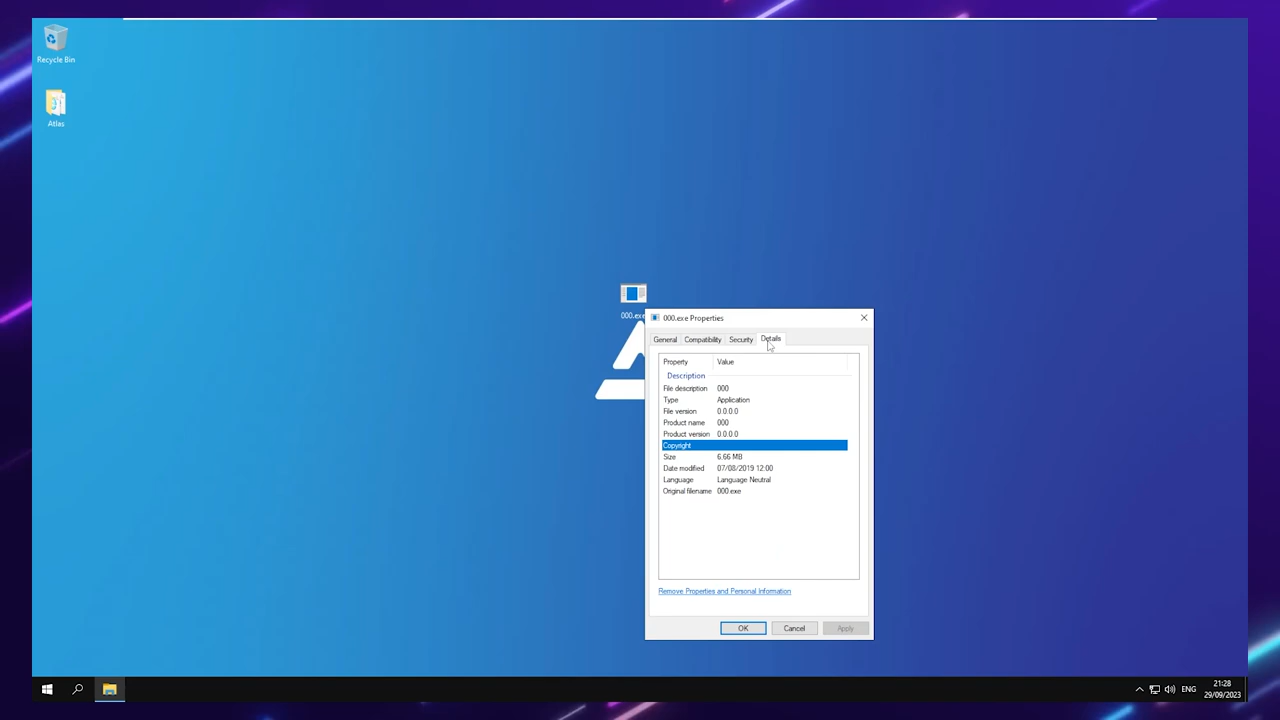 Recycle Bin
Atlas
000.exe
000.exe Properties
General Compatibility Security Details
Property Value
Description
File description 000
Type Application
File version 0.0.0.0
Product name 000
Product version 0.0.0.0
Copyright
Size 6.66 MB
Date modified 07/08/2019 12:00
Language Language Neutral
Original filename 000.exe
Remove Properties and Personal Information
OK Cancel Apply
ENG
21:28
29/09/2023